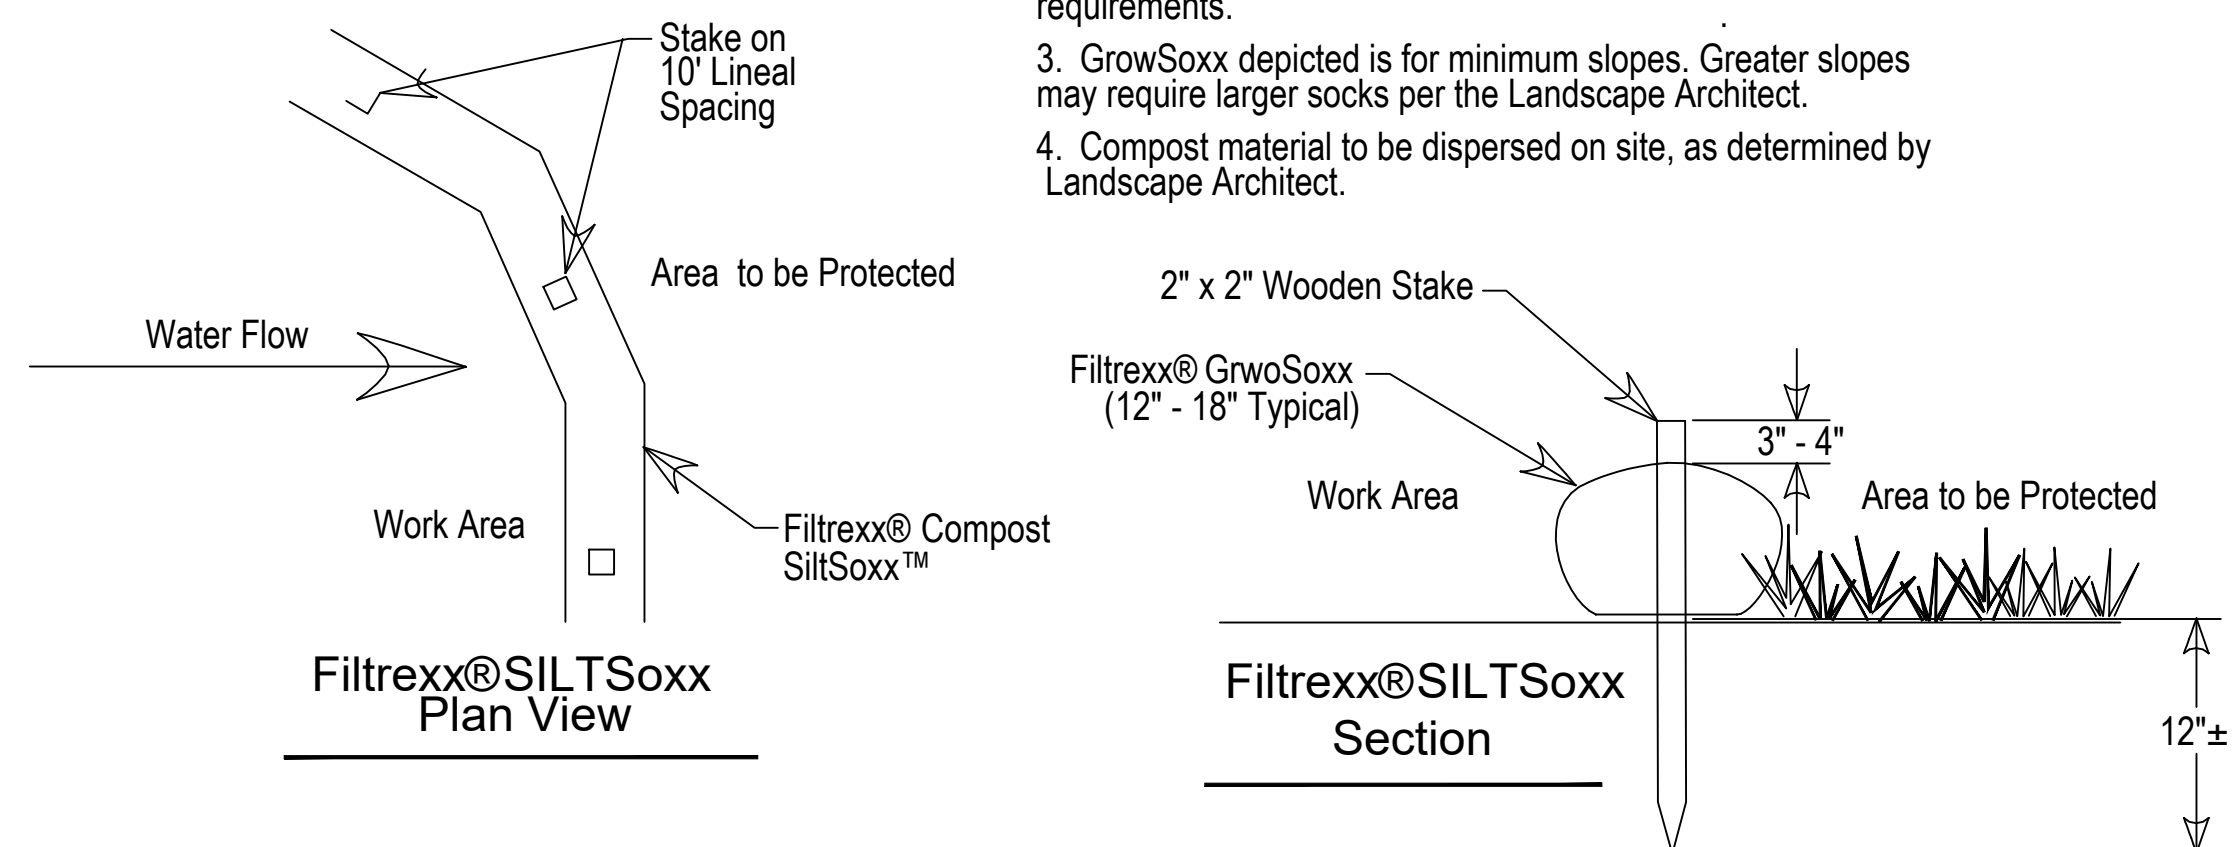 Stake on
10' Lineal
Spacing
Area  to be Protected
Water Flow
Work Area
Filtrexx® Compost
SiltSoxx™
Filtrexx®SILTSoxx
Plan View
requirements.
.
3.  GrowSoxx depicted is for minimum slopes. Greater slopes
may require larger socks per the Landscape Architect.
4.  Compost material to be dispersed on site, as determined by
Landscape Architect.
2" x 2" Wooden Stake
Filtrexx® GrwoSoxx
(12" - 18" Typical)
3" - 4"
Work Area
Area to be Protected
Filtrexx®SILTSoxx
Section
12"±